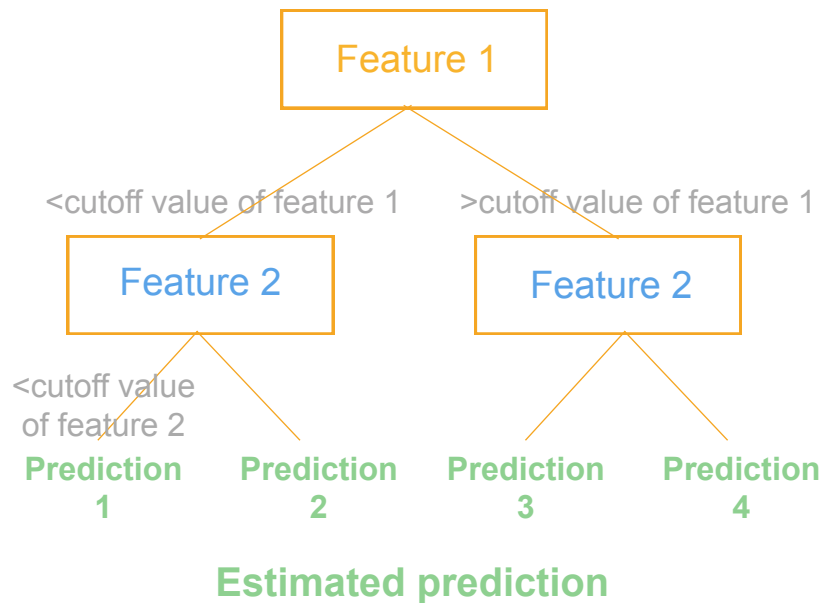 Feature 1
<cutoff value of feature 1
>cutoff value of feature 1
Feature 2
Feature 2
<cutoff value
of feature 2
Prediction
1
Prediction
2
Prediction
3
Prediction
4
Estimated prediction